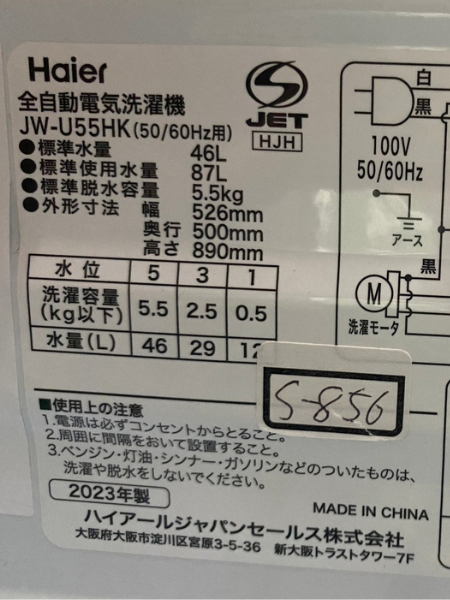 Haier
全自動電気洗濯機
JW-U55HK(50/60Hz用)
●標準水量 46L
●標準使用水量 87L
●標準脱水容量 5.5kg
●外形寸法 幅 526mm
奥行 500mm
高さ 890mm
S
JET
HJH
水位 5 3 1
洗濯容量(kg以下) 5.5 2.5 0.5
水量(L) 46 29 12
S-856
■使用上の注意
1.電源は必ずコンセントからとること。
2.周囲に間隔をおいて設置すること。
3.ベンジン・灯油・シンナー・ガソリンなどのついたものは、
洗濯や脱水をしないでください。
2023年製
MADE IN CHINA
ハイアールジャパンセールス株式会社
大阪府大阪市淀川区宮原3-5-36 新大阪トラストタワー7F
白
黒
100V
50/60Hz
アース
黒
M
洗濯モータ